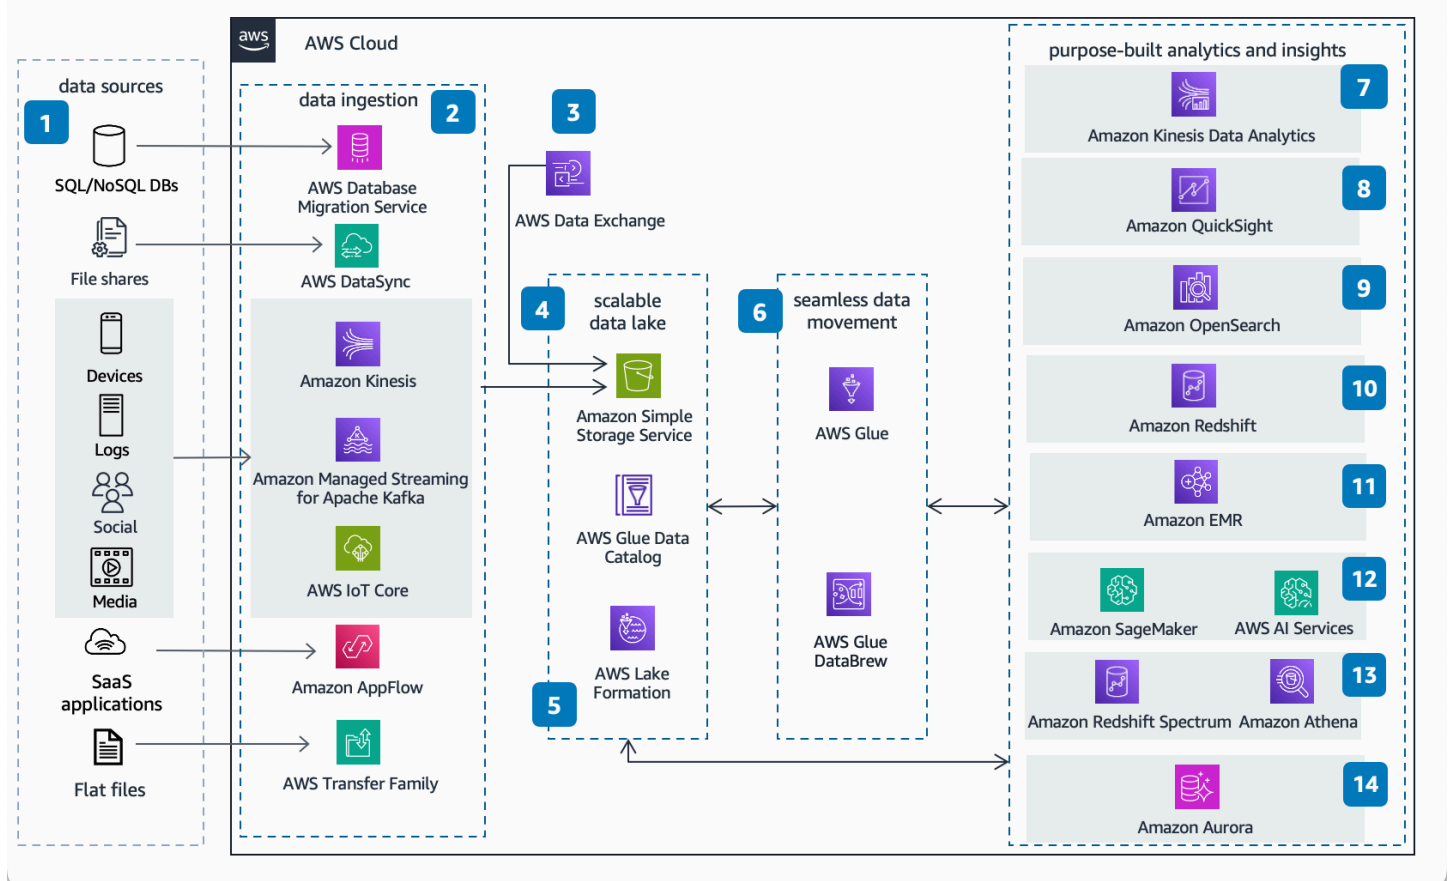 aws
AWS Cloud
data sources
1
SQL/NoSQL DBs
File shares
Devices
Logs
Social
Media
SaaS
applications
Flat files
data ingestion
2
AWS Database
Migration Service
AWS DataSync
Amazon Kinesis
Amazon Managed Streaming
for Apache Kafka
AWS IoT Core
Amazon AppFlow
AWS Transfer Family
3
AWS Data Exchange
4
scalable
data lake
Amazon Simple
Storage Service
AWS Glue Data
Catalog
AWS Lake
Formation
5
6
seamless data
movement
AWS Glue
AWS Glue
DataBrew
purpose-built analytics and insights
7
Amazon Kinesis Data Analytics
8
Amazon QuickSight
9
Amazon OpenSearch
10
Amazon Redshift
11
Amazon EMR
12
Amazon SageMaker
AWS AI Services
13
Amazon Redshift Spectrum
Amazon Athena
14
Amazon Aurora